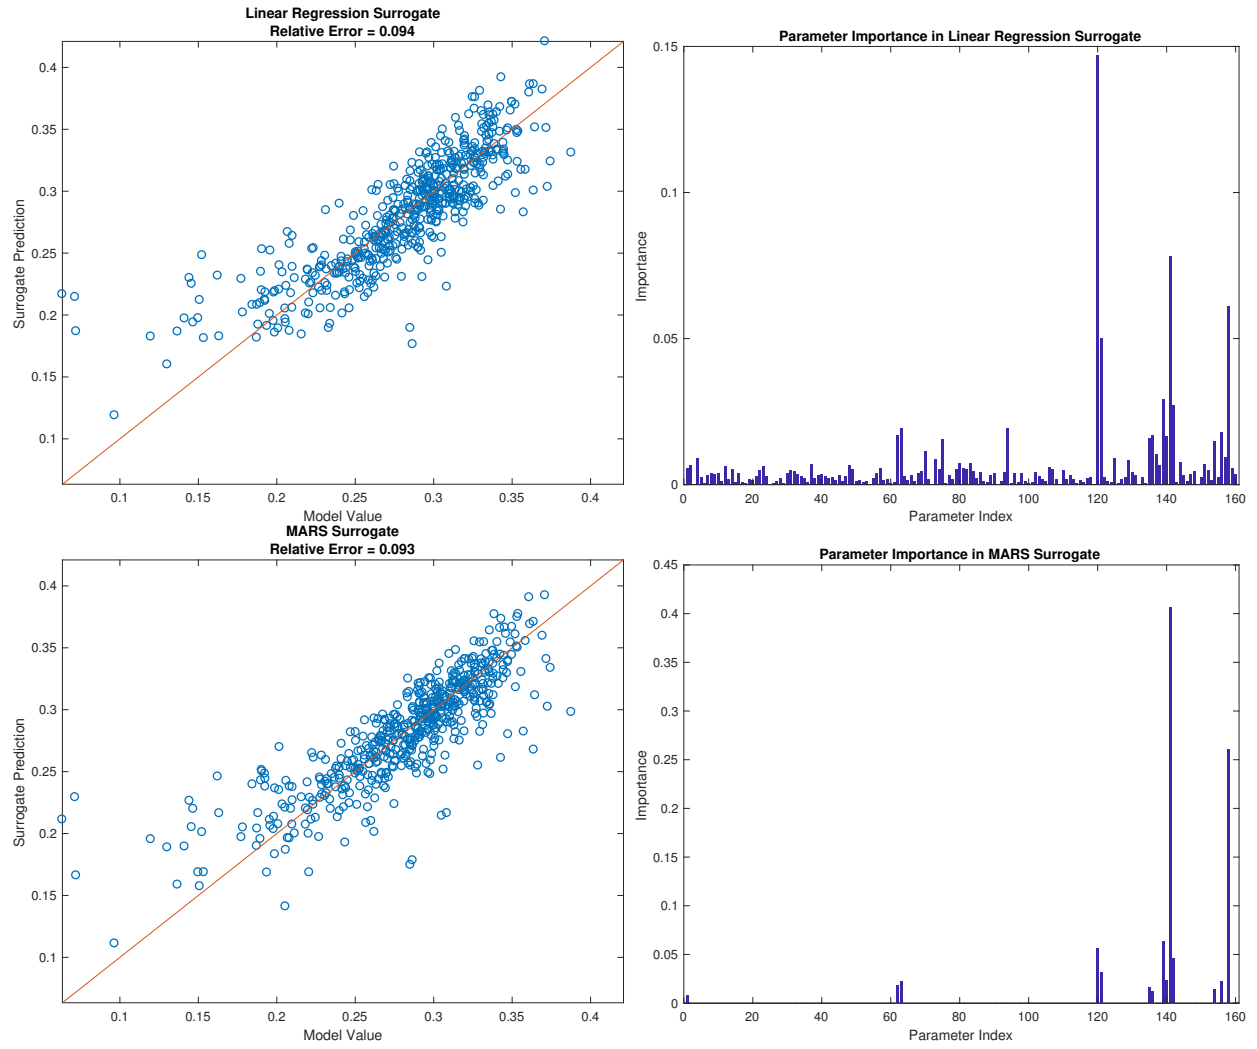 Linear Regression Surrogate
Relative Error = 0.094
0.4
0.35
0.3
0.25
0.2
0.15
0.1
Surrogate Prediction
0.1 0.15 0.2 0.25 0.3 0.35 0.4
Model Value
Parameter Importance in Linear Regression Surrogate
0.15
0.1
0.05
0
Importance
0 20 40 60 80 100 120 140 160
Parameter Index
MARS Surrogate
Relative Error = 0.093
0.4
0.35
0.3
0.25
0.2
0.15
0.1
Surrogate Prediction
0.1 0.15 0.2 0.25 0.3 0.35 0.4
Model Value
Parameter Importance in MARS Surrogate
0.45
0.4
0.35
0.3
0.25
0.2
0.15
0.1
0.05
0
Importance
0 20 40 60 80 100 120 140 160
Parameter Index